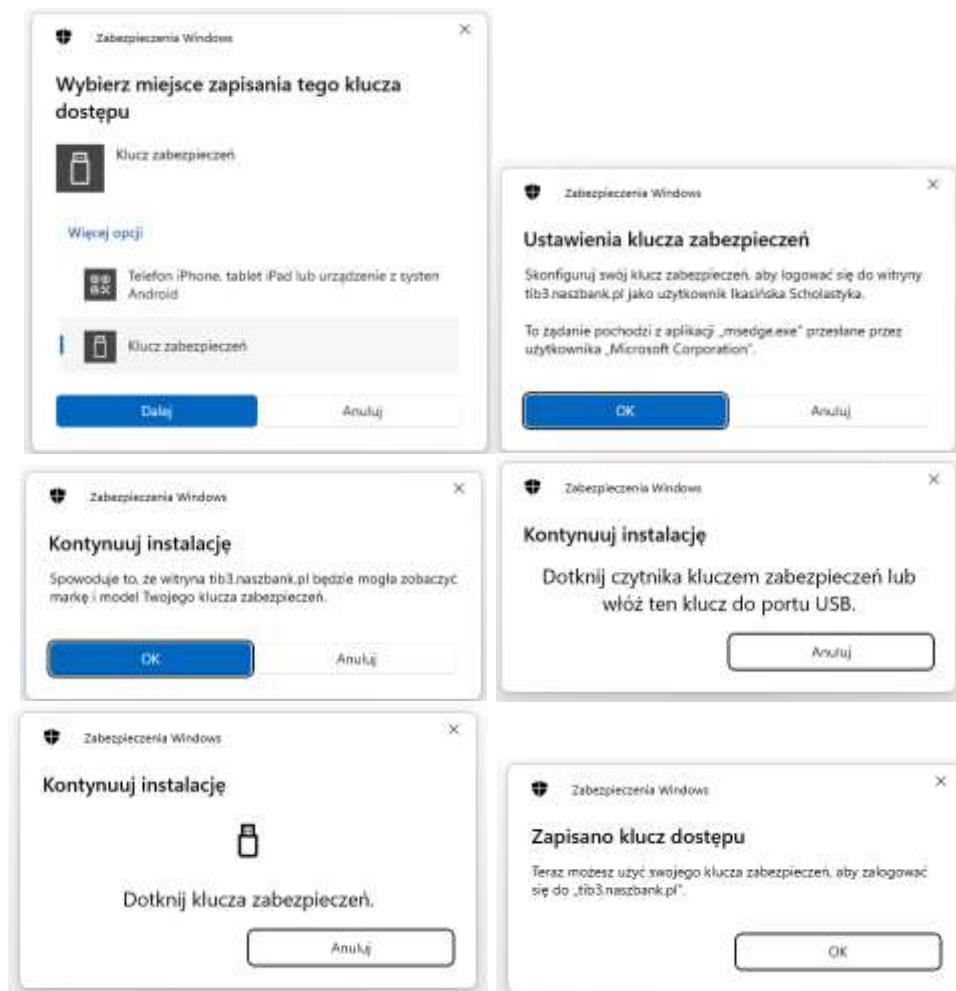 Zabezpieczenia Windows
Wybierz miejsce zapisania tego klucza
dostępu
Klucz zabezpieczeń
Więcej opcji
Telefon iPhone, tablet iPad lub urządzenie z systen
Android
Klucz zabezpieczeń
Dalej
Anuluj
Zabezpieczenia Windows
Ustawienia klucza zabezpieczeń
Skonfiguruj swój klucz zabezpieczeń, aby logować się do witryny
tib3.naszbank.pl jako użytkownik Ikasińska Scholastyka.
To żądanie pochodzi z aplikacji „msedge.exe” przesłane przez
użytkownika „Microsoft Corporation”.
OK
Anuluj
Zabezpieczenia Windows
Kontynuuj instalację
Spowoduje to, że witryna tib3.naszbank.pl będzie mogła zobaczyć
markę i model Twojego klucza zabezpieczeń.
OK
Anuluj
Zabezpieczenia Windows
Kontynuuj instalację
Dotknij czytnika kluczem zabezpieczeń lub
włóż ten klucz do portu USB.
Anuluj
Zabezpieczenia Windows
Kontynuuj instalację
Dotknij klucza zabezpieczeń.
Anuluj
Zabezpieczenia Windows
Zapisano klucz dostępu
Teraz możesz użyć swojego klucza zabezpieczeń, aby zalogować
się do „tib3.naszbank.pl”.
OK